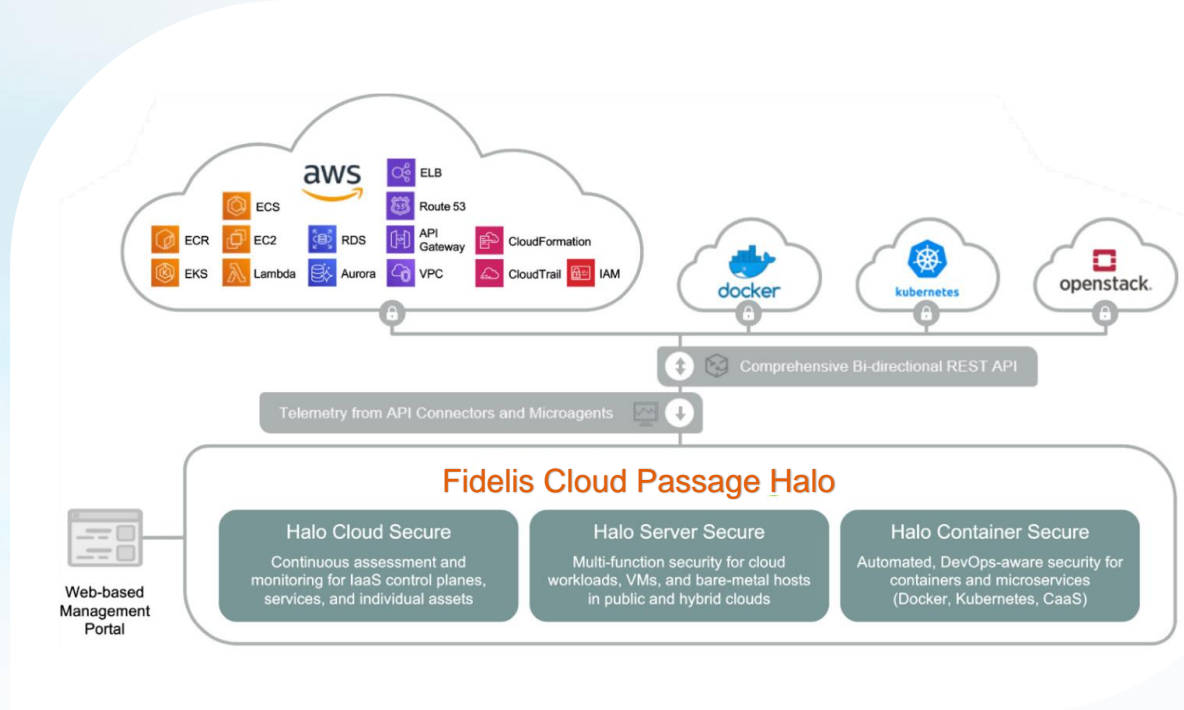 aws
ELB
ECS
Route 53
ECR
EC2
RDS
API
Gateway
CloudFormation
EKS
Lambda
Aurora
VPC
CloudTrail
IAM
docker
kubernetes
openstack.
Comprehensive Bi-directional REST API
Telemetry from API Connectors and Microagents
Fidelis Cloud Passage Halo
Web-based
Management
Portal
Halo Cloud Secure
Continuous assessment and
monitoring for IaaS control planes,
services, and individual assets
Halo Server Secure
Multi-function security for cloud
workloads, VMs, and bare-metal hosts
in public and hybrid clouds
Halo Container Secure
Automated, DevOps-aware security for
containers and microservices
(Docker, Kubernetes, CaaS)